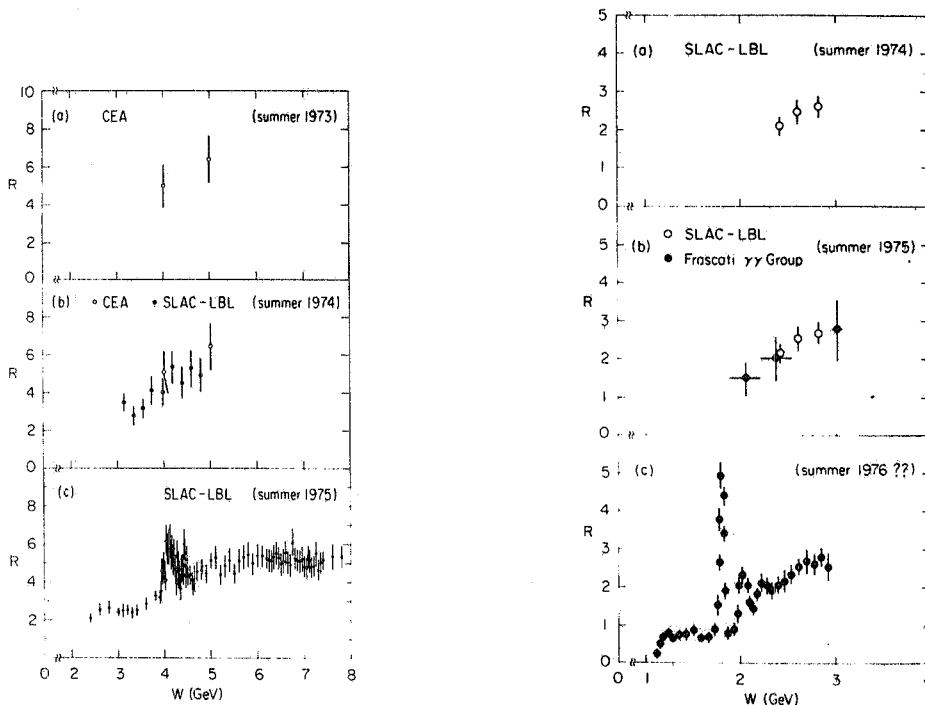 10
8
6
4
2
0
R
(a) CEA (summer 1973)
6
4
2
0
R
(b) CEA SLAC-LBL (summer 1974)
8
6
4
2
0
R
(c) SLAC-LBL (summer 1975)
0 2 3 4 5 6 7 8
W (GeV)
5
4
3
2
1
0
R
(a) SLAC-LBL (summer 1974)
5
4
3
2
1
0
R
(b) SLAC-LBL (summer 1975)
Frascati γγ Group
5
4
3
2
1
0
R
(c) (summer 1976 ??)
0 1 2 3
W (GeV)